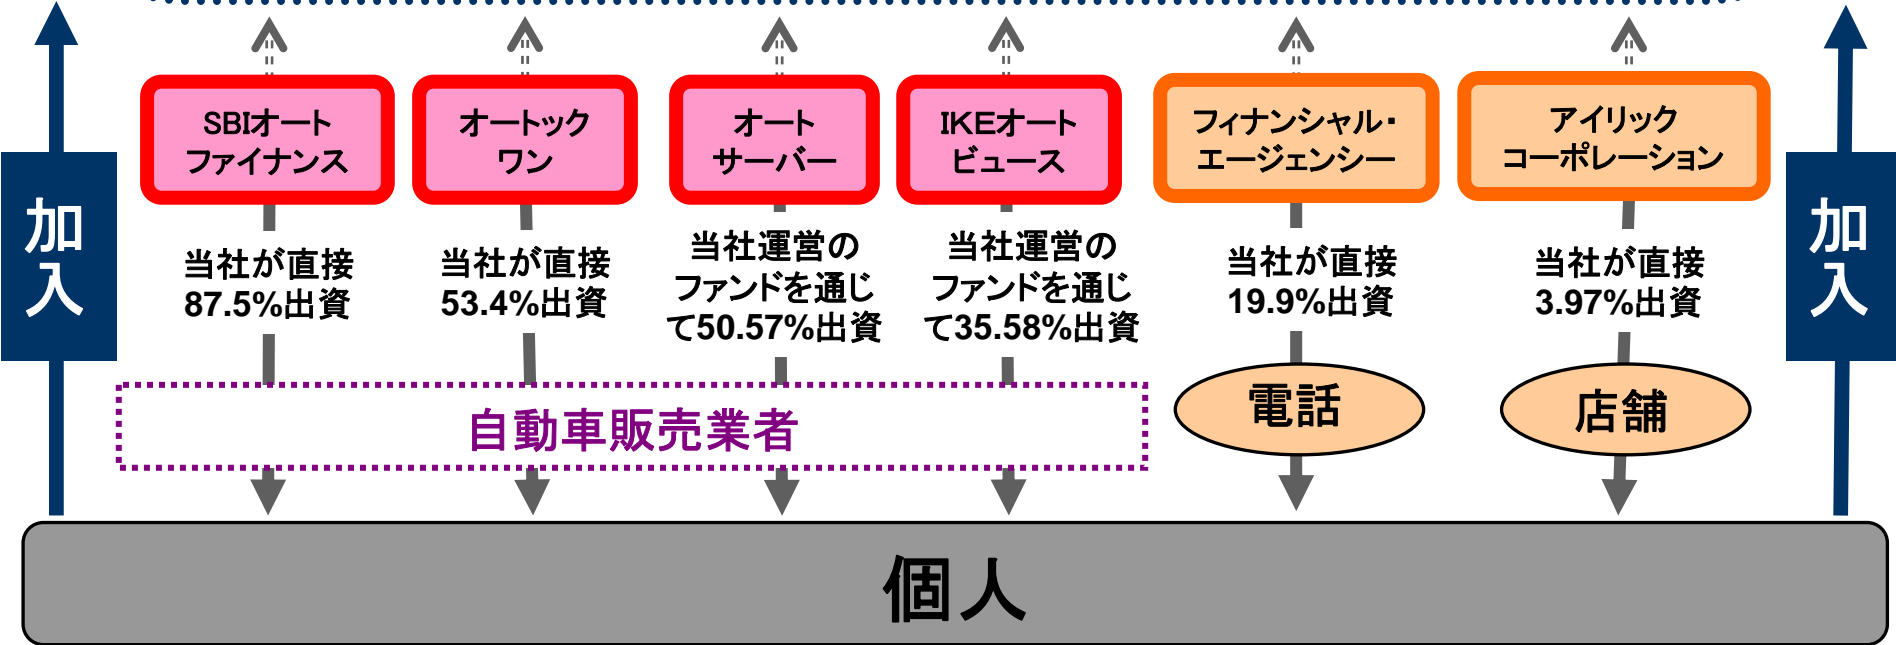 SBIオート
ファイナンス
オートック
ワン
オート
サーバー
IKEオート
ビュース
フィナンシャル・
エージェンシー
アイリック
コーポレーション
加
入
当社が直接
87.5%出資
当社が直接
53.4%出資
当社運営の
ファンドを通じ
て50.57%出資
当社運営の
ファンドを通じ
て35.58%出資
当社が直接
19.9%出資
当社が直接
3.97%出資
加
入
自動車販売業者
電話
店舗
個人